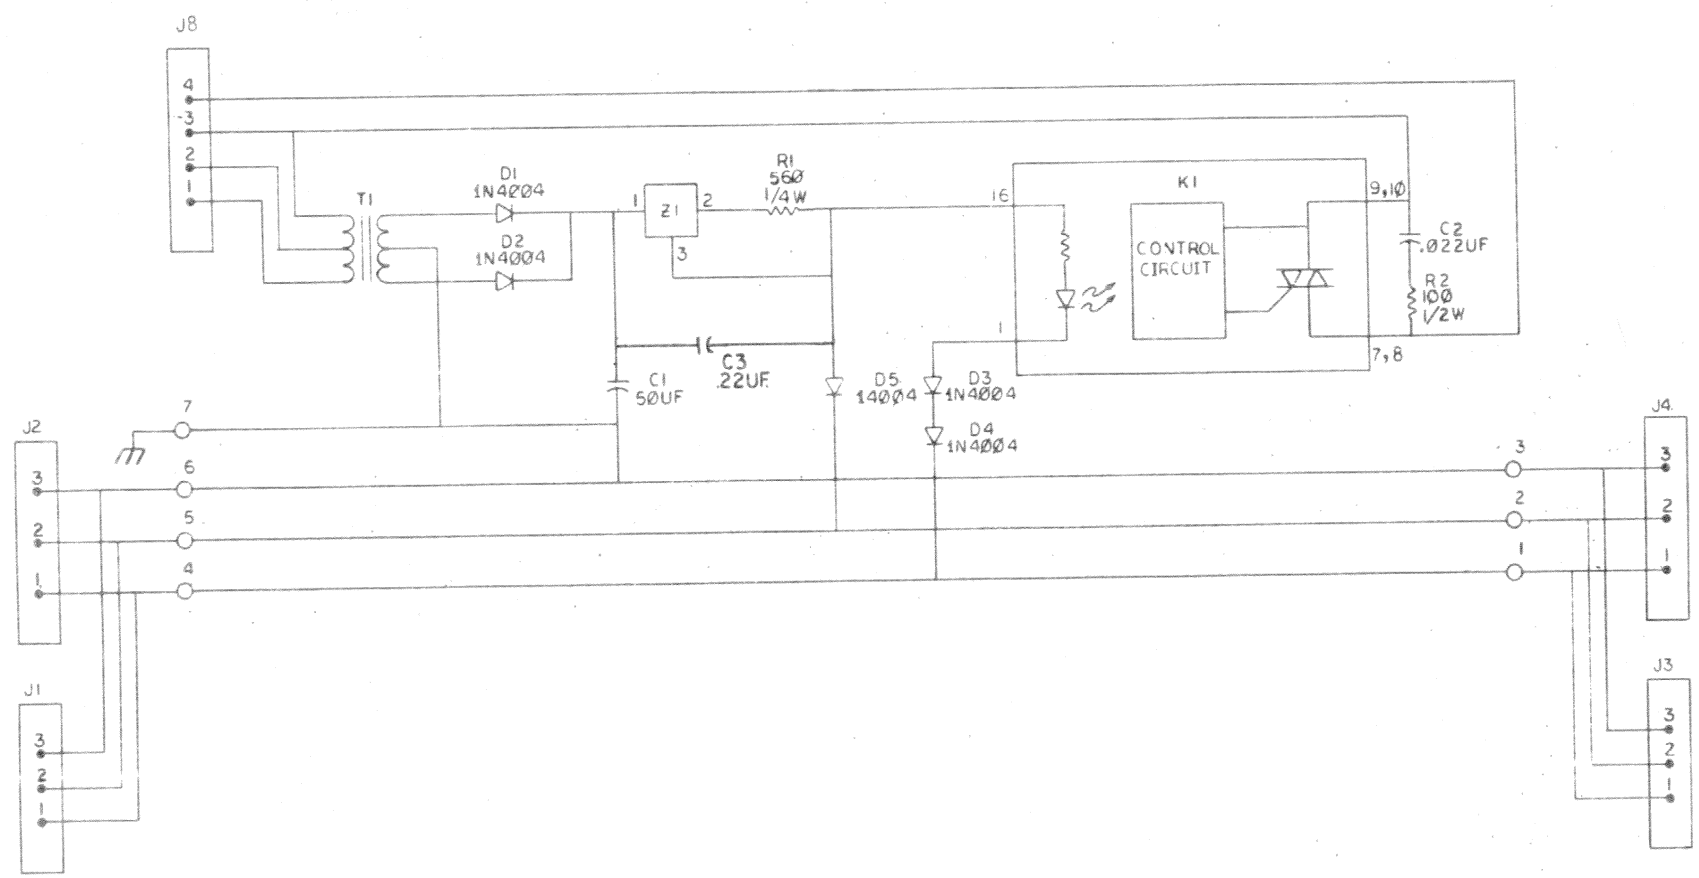 J8
4
3
2
1
T1
D1
1N4004
D2
1N4004
1
Z1
2
3
R1
560
1/4W
16
K1
CONTROL
CIRCUIT
1
9,10
7,8
C2
.022UF
R2
100
1/2W
C3
.22UF
C1
50UF
D5
14004
D3
1N4004
D4
1N4004
7
6
5
4
J2
3
2
1
J1
3
2
1
3
2
1
J4
3
2
1
J3
3
2
1